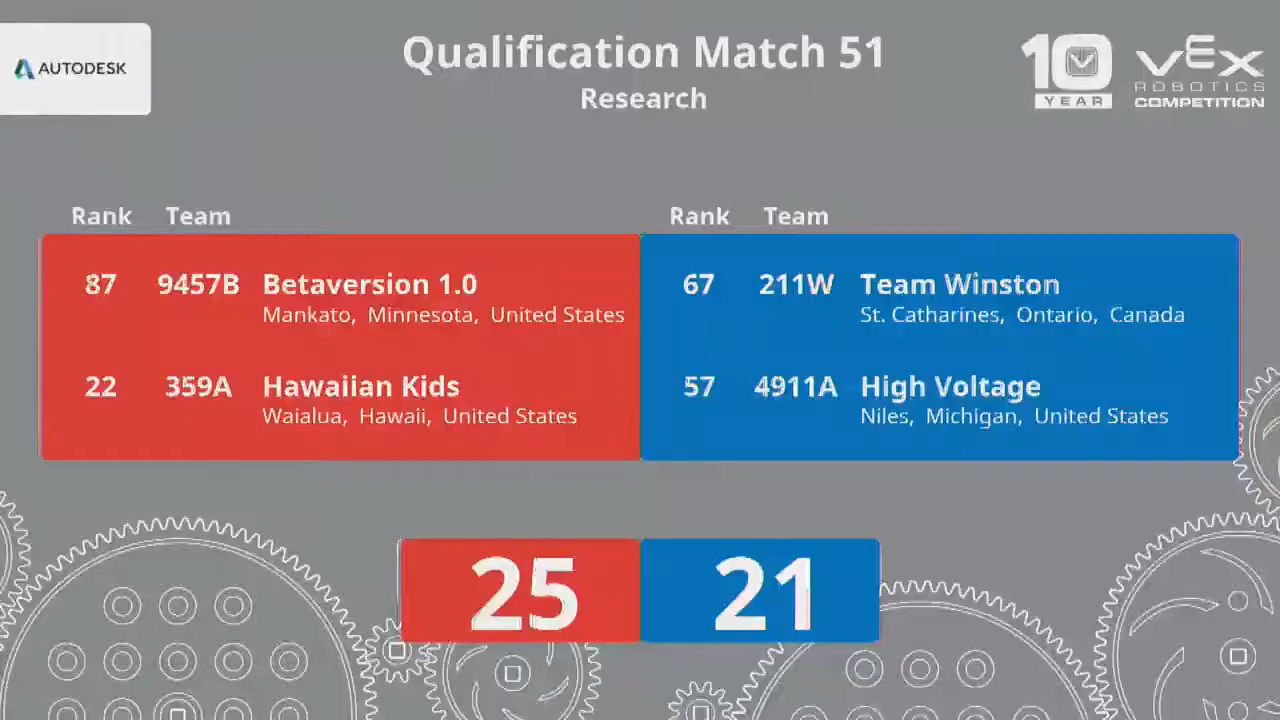 AUTODESK
Qualification Match 51
Research
10
YEAR
VEX
ROBOTICS
COMPETITION
Rank Team
87 9457B Betaversion 1.0
Mankato, Minnesota, United States
22 359A Hawaiian Kids
Waialua, Hawaii, United States
Rank Team
67 211W Team Winston
St. Catharines, Ontario, Canada
57 4911A High Voltage
Niles, Michigan, United States
25
21